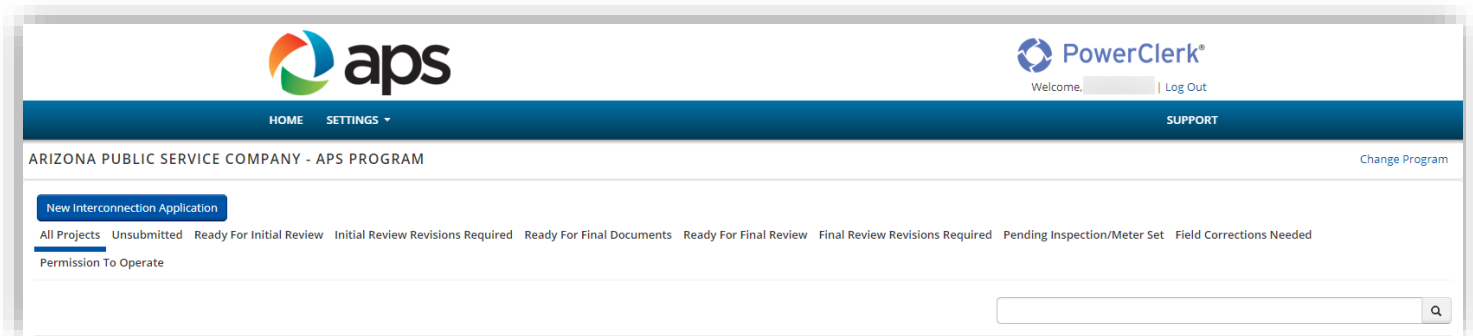 aps
PowerClerk®
Welcome, | Log Out
HOME SETTINGS SUPPORT
ARIZONA PUBLIC SERVICE COMPANY - APS PROGRAM Change Program
New Interconnection Application
All Projects Unsubmitted Ready For Initial Review Initial Review Revisions Required Ready For Final Documents Ready For Final Review Final Review Revisions Required Pending Inspection/Meter Set Field Corrections Needed
Permission To Operate